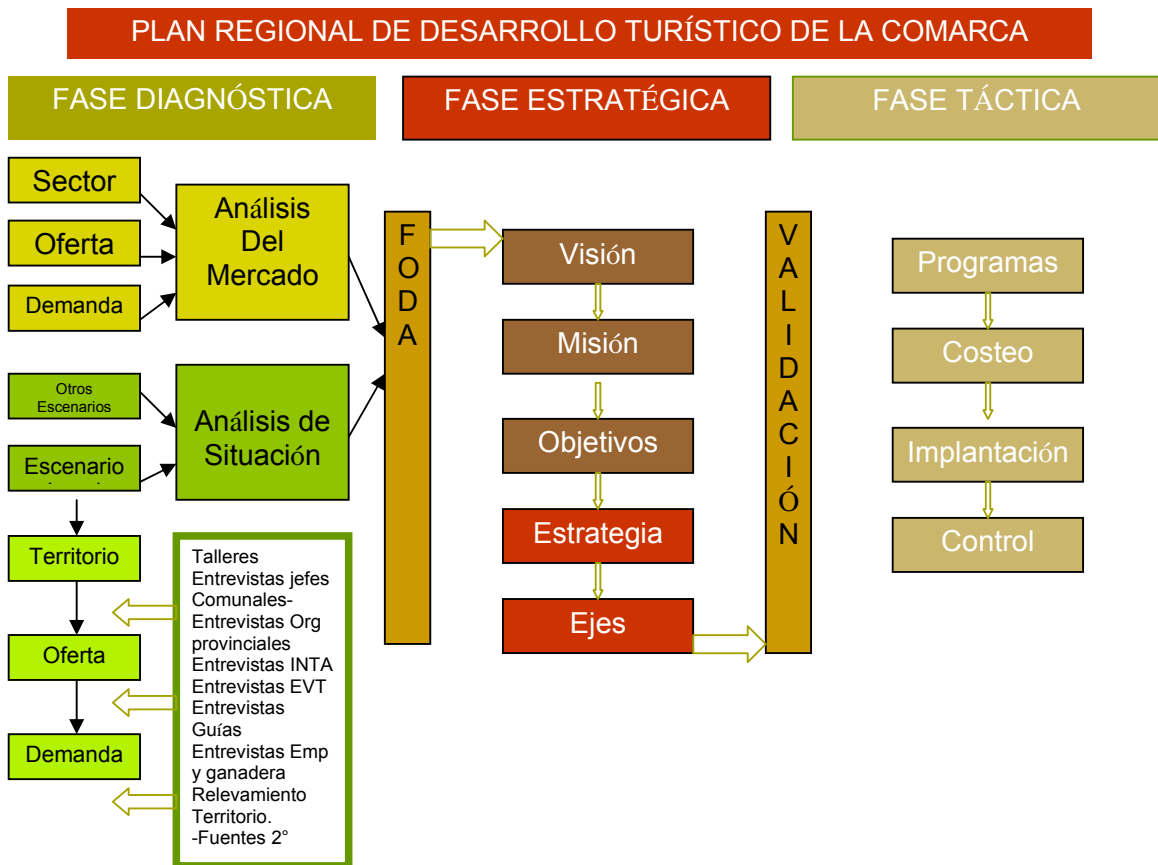 PLAN REGIONAL DE DESARROLLO TURÍSTICO DE LA COMARCA
FASE DIAGNÓSTICA
FASE ESTRATÉGICA
FASE TÁCTICA
Sector
Oferta
Demanda
Análisis
Del
Mercado
Otros
Escenarios
Escenario
Análisis de
Situación
Territorio
Oferta
Demanda
Talleres
Entrevistas jefes
Comunales-
Entrevistas Org
provinciales
Entrevistas INTA
Entrevistas EVT
Entrevistas
Guías
Entrevistas Emp
y ganadera
Relevamiento
Territorio.
-Fuentes 2°
F
O
D
A
Visión
Misión
Objetivos
Estrategia
Ejes
V
A
L
I
D
A
C
I
Ó
N
Programas
Costeo
Implantación
Control